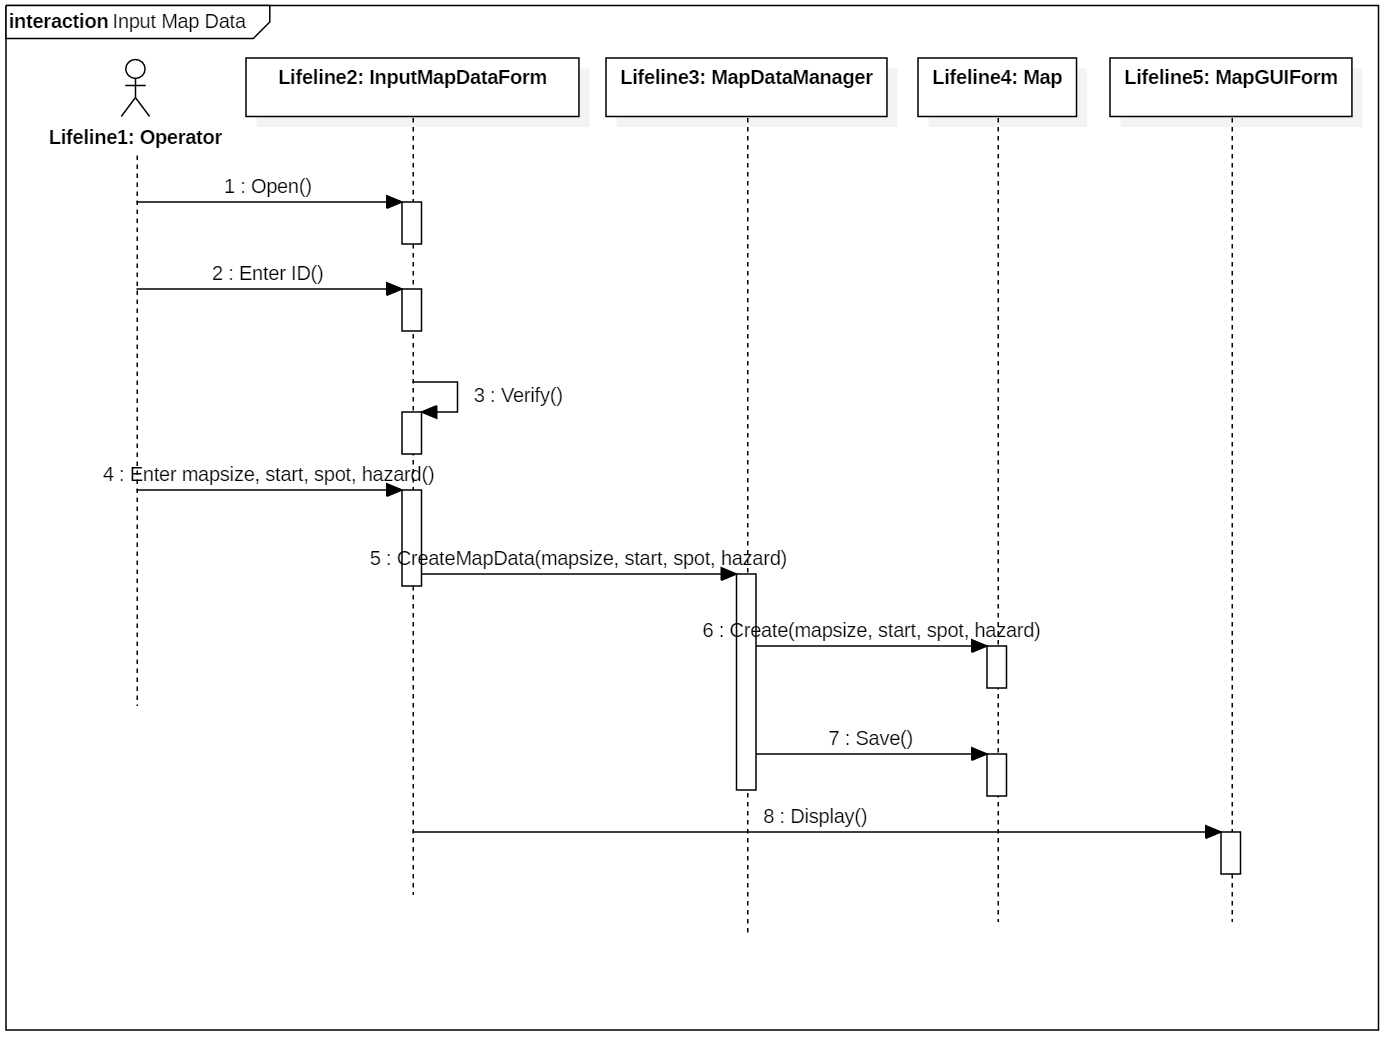 interaction Input Map Data
Lifeline1: Operator
Lifeline2: InputMapDataForm
Lifeline3: MapDataManager
Lifeline4: Map
Lifeline5: MapGUIForm
1 : Open()
2 : Enter ID()
3 : Verify()
4 : Enter mapsize, start, spot, hazard()
5 : CreateMapData(mapsize, start, spot, hazard)
6 : Create(mapsize, start, spot, hazard)
7 : Save()
8 : Display()